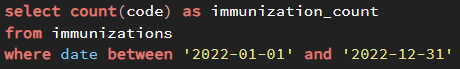 select count(code) as immunization_count
from immunizations
where date between '2022-01-01' and '2022-12-31'